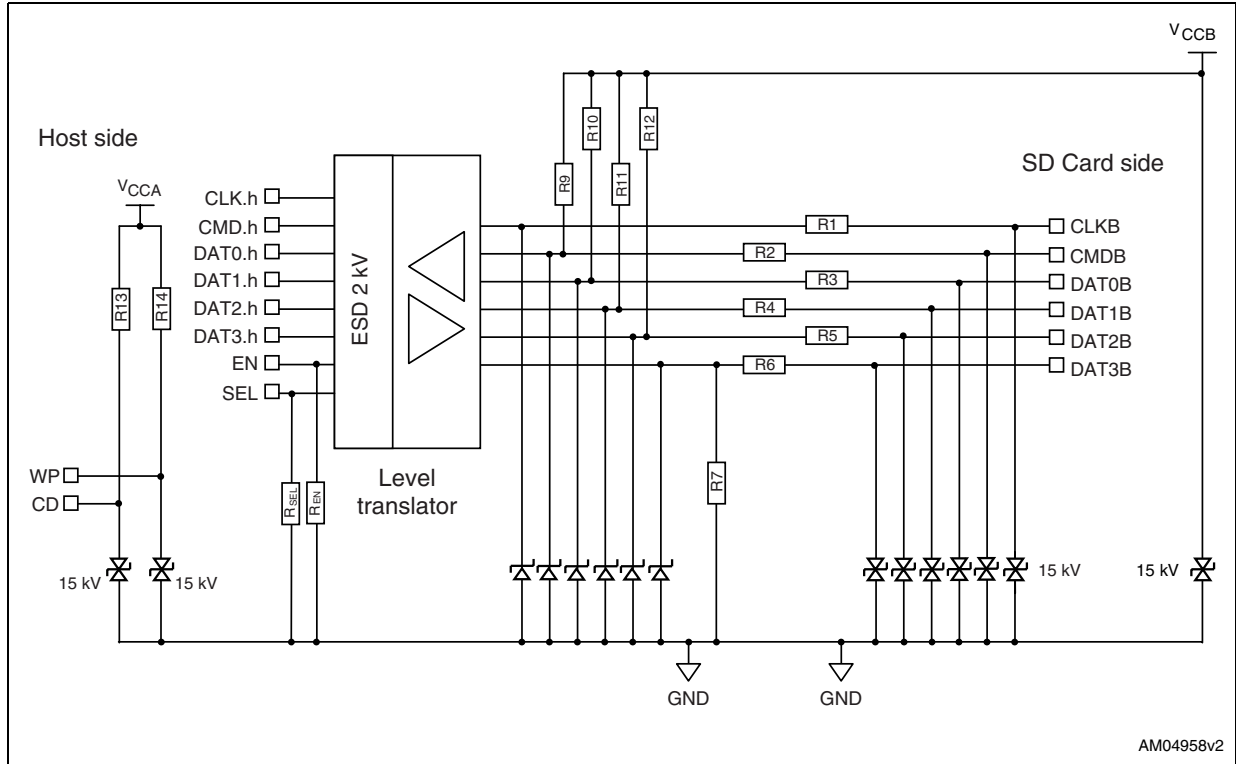 VCCB
Host side
SD Card side
VCCA
R9
R10
R11
R12
R13
R14
CLK.h
CMD.h
DAT0.h
DAT1.h
DAT2.h
DAT3.h
EN
SEL
ESD 2 kV
R1
R2
R3
R4
R5
R6
CLKB
CMDB
DAT0B
DAT1B
DAT2B
DAT3B
WP
CD
Level
translator
RSEL
REN
R7
15 kV
15 kV
15 kV
15 kV
GND
GND
AM04958v2